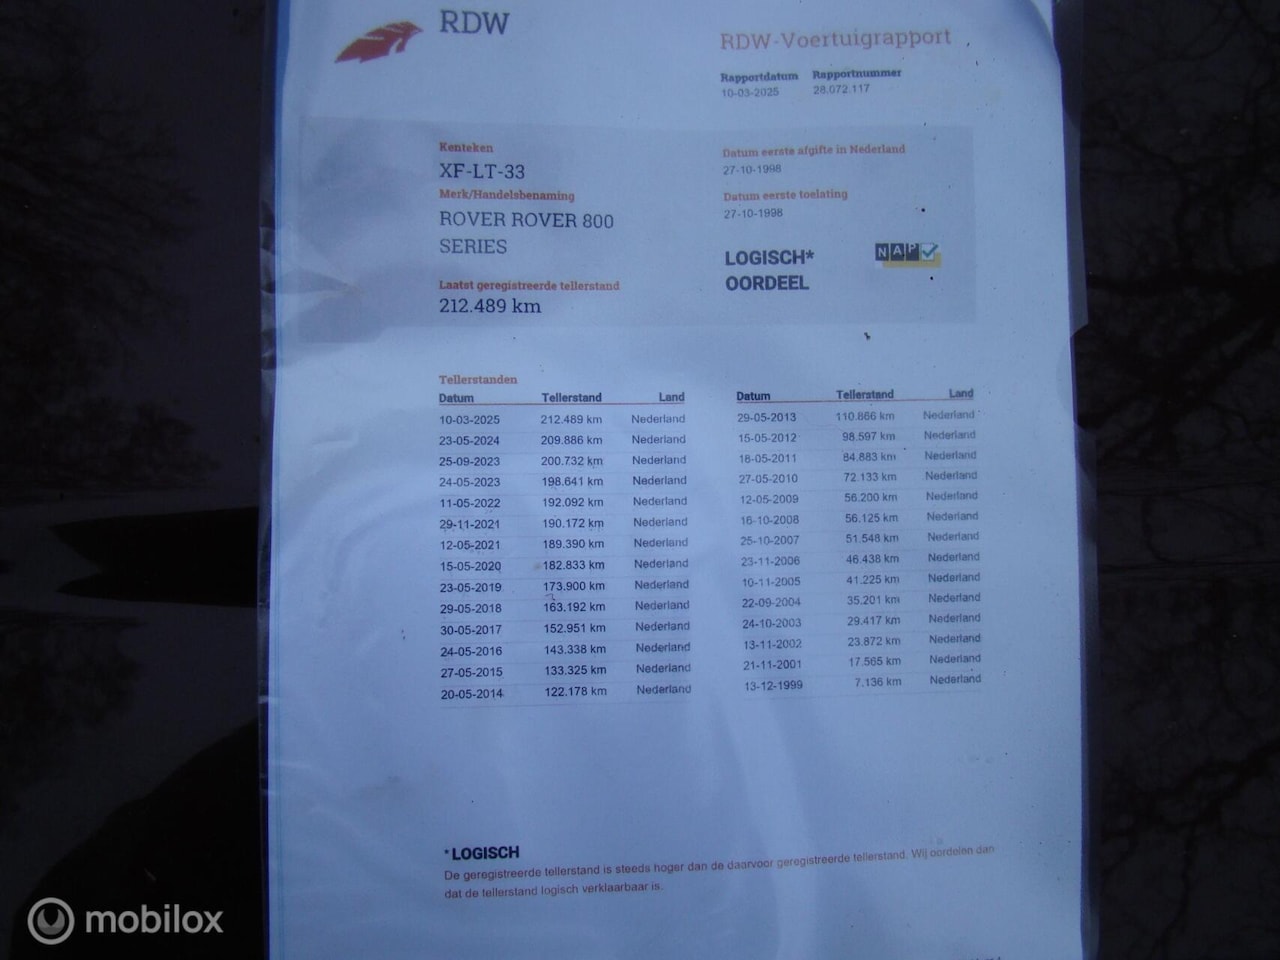 RDW
RDW-Voertuigrapport
Rapportdatum Rapportnummer
10-03-2025 28.072.117
Kenteken
XF-LT-33
Merk/Handelsbenaming
ROVER ROVER 800
SERIES
Laatst geregistreerde tellerstand
212.489 km
Datum eerste afgifte in Nederland
27-10-1998
Datum eerste toelating
27-10-1998
LOGISCH*
OORDEEL
NAP
Tellerstanden
Datum Tellerstand Land
10-03-2025 212.489 km Nederland
23-05-2024 209.886 km Nederland
25-09-2023 200.732 km Nederland
24-05-2023 198.641 km Nederland
11-05-2022 192.092 km Nederland
29-11-2021 190.172 km Nederland
12-05-2021 189.390 km Nederland
15-05-2020 182.833 km Nederland
23-05-2019 173.900 km Nederland
29-05-2018 163.192 km Nederland
30-05-2017 152.951 km Nederland
24-05-2016 143.338 km Nederland
27-05-2015 133.325 km Nederland
20-05-2014 122.178 km Nederland
Datum Tellerstand Land
29-05-2013 110.866 km Nederland
15-05-2012 98.597 km Nederland
18-05-2011 84.883 km Nederland
27-05-2010 72.133 km Nederland
12-05-2009 56.200 km Nederland
16-10-2008 56.125 km Nederland
25-10-2007 51.548 km Nederland
23-11-2006 46.438 km Nederland
10-11-2005 41.225 km Nederland
22-09-2004 35.201 km Nederland
24-10-2003 29.417 km Nederland
13-11-2002 23.872 km Nederland
21-11-2001 17.565 km Nederland
13-12-1999 7.136 km Nederland
* LOGISCH
De geregistreerde tellerstand is steeds hoger dan de daarvoor geregistreerde tellerstand. Wij oordelen dan
dat de tellerstand logisch verklaarbaar is.
mobilox